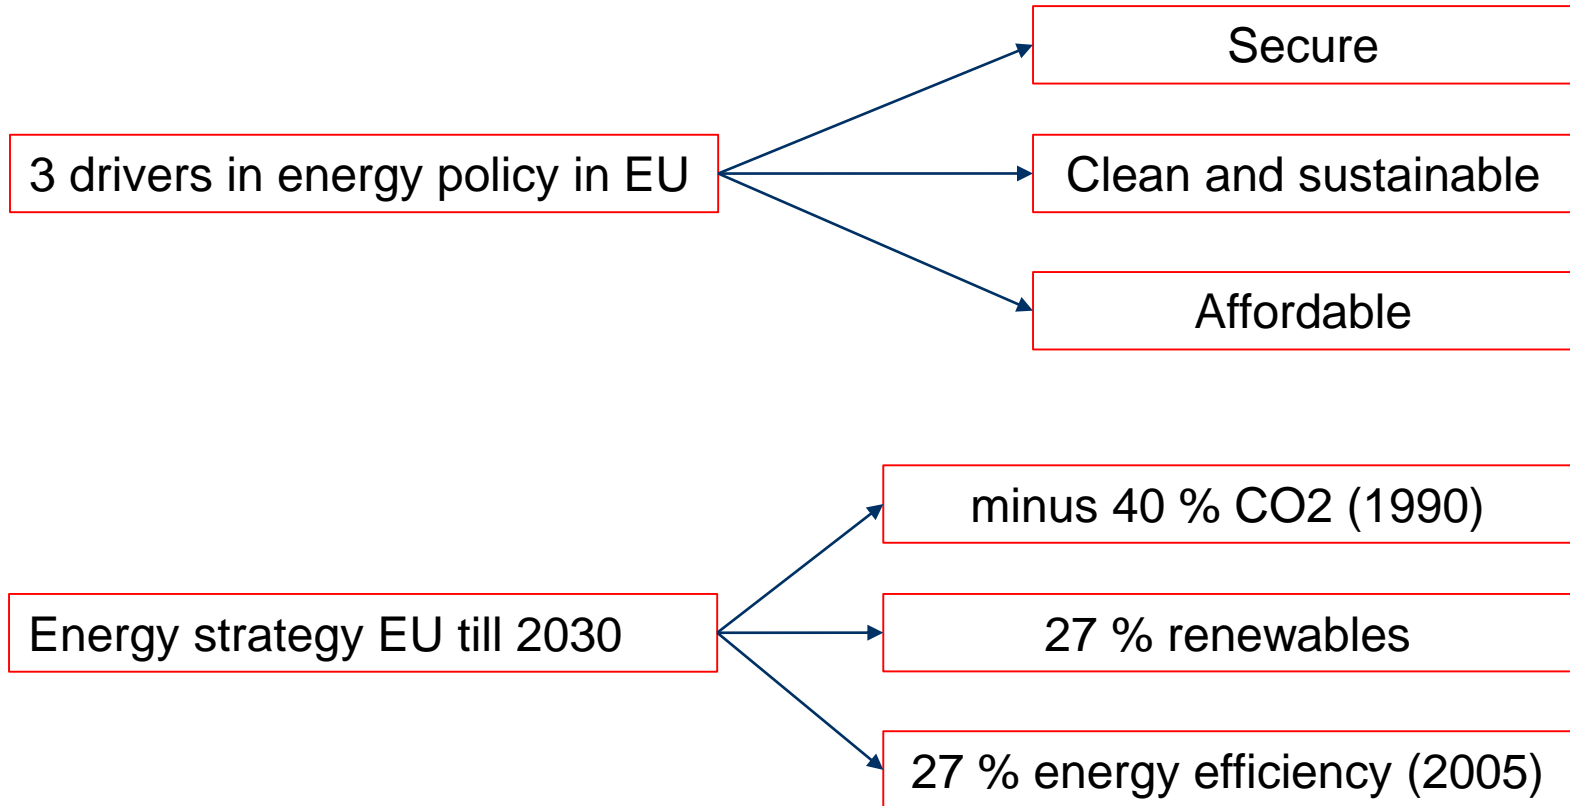 Secure
3 drivers in energy policy in EU
Clean and sustainable
Affordable
minus 40 % CO2 (1990)
Energy strategy EU till 2030
27 % renewables
27 % energy efficiency (2005)